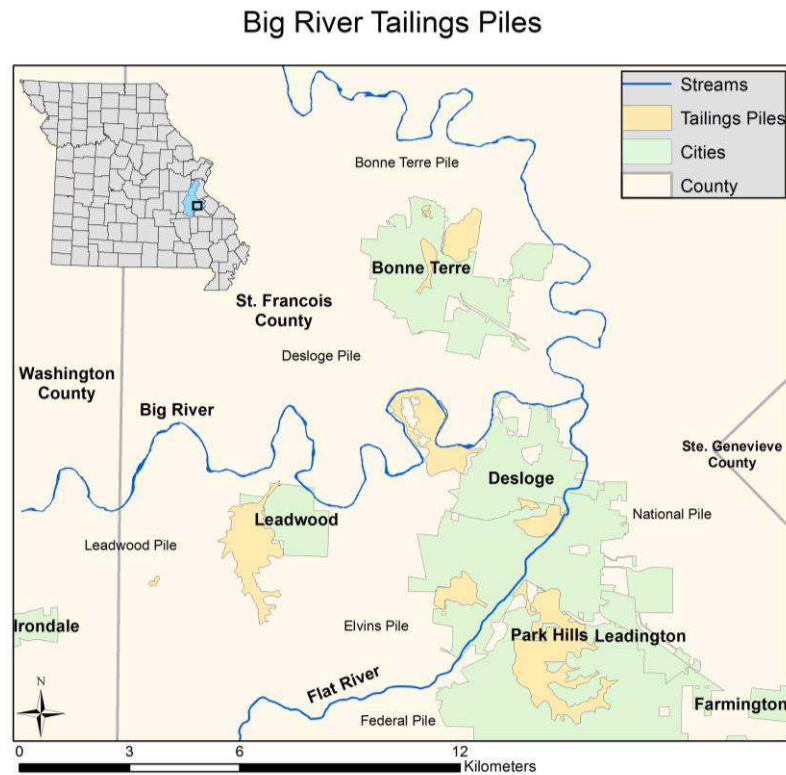 Big River Tailings Piles
Streams
Tailings Piles
Cities
County
Bonne Terre Pile
Bonne Terre
St. Francois
County
Desloge Pile
Washington
County
Big River
Ste. Genevieve
County
Desloge
Leadwood
National Pile
Leadwood Pile
Irondale
Elvins Pile
Park Hills
Leadington
Flat River
Farmington
Federal Pile
N
0
3
6
12
Kilometers